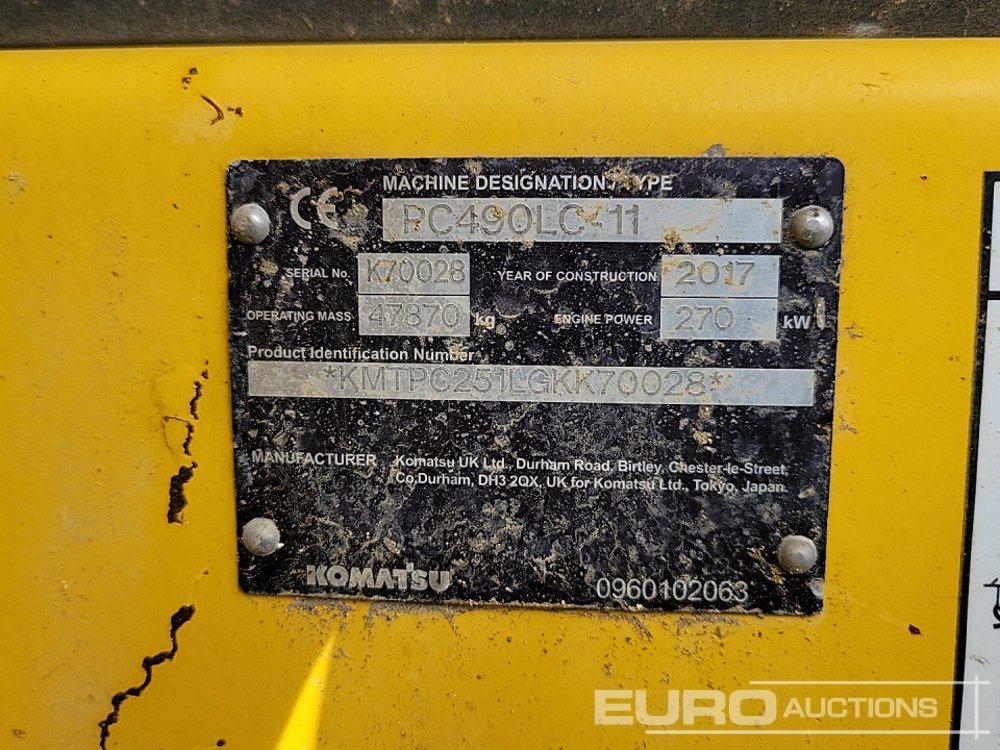 CE
MACHINE DESIGNATION / TYPE
PC490LC-11
SERIAL No. K70028 YEAR OF CONSTRUCTION 2017
OPERATING MASS 47870 kg ENGINE POWER 270 kW
Product Identification Number
*KMTPC251LGKK70028*
MANUFACTURER Komatsu UK Ltd., Durham Road, Birtley, Chester-le-Street,
Co.Durham, DH3 2QX, UK for Komatsu Ltd., Tokyo, Japan.
KOMATSU 0960102063
EURO AUCTIONS